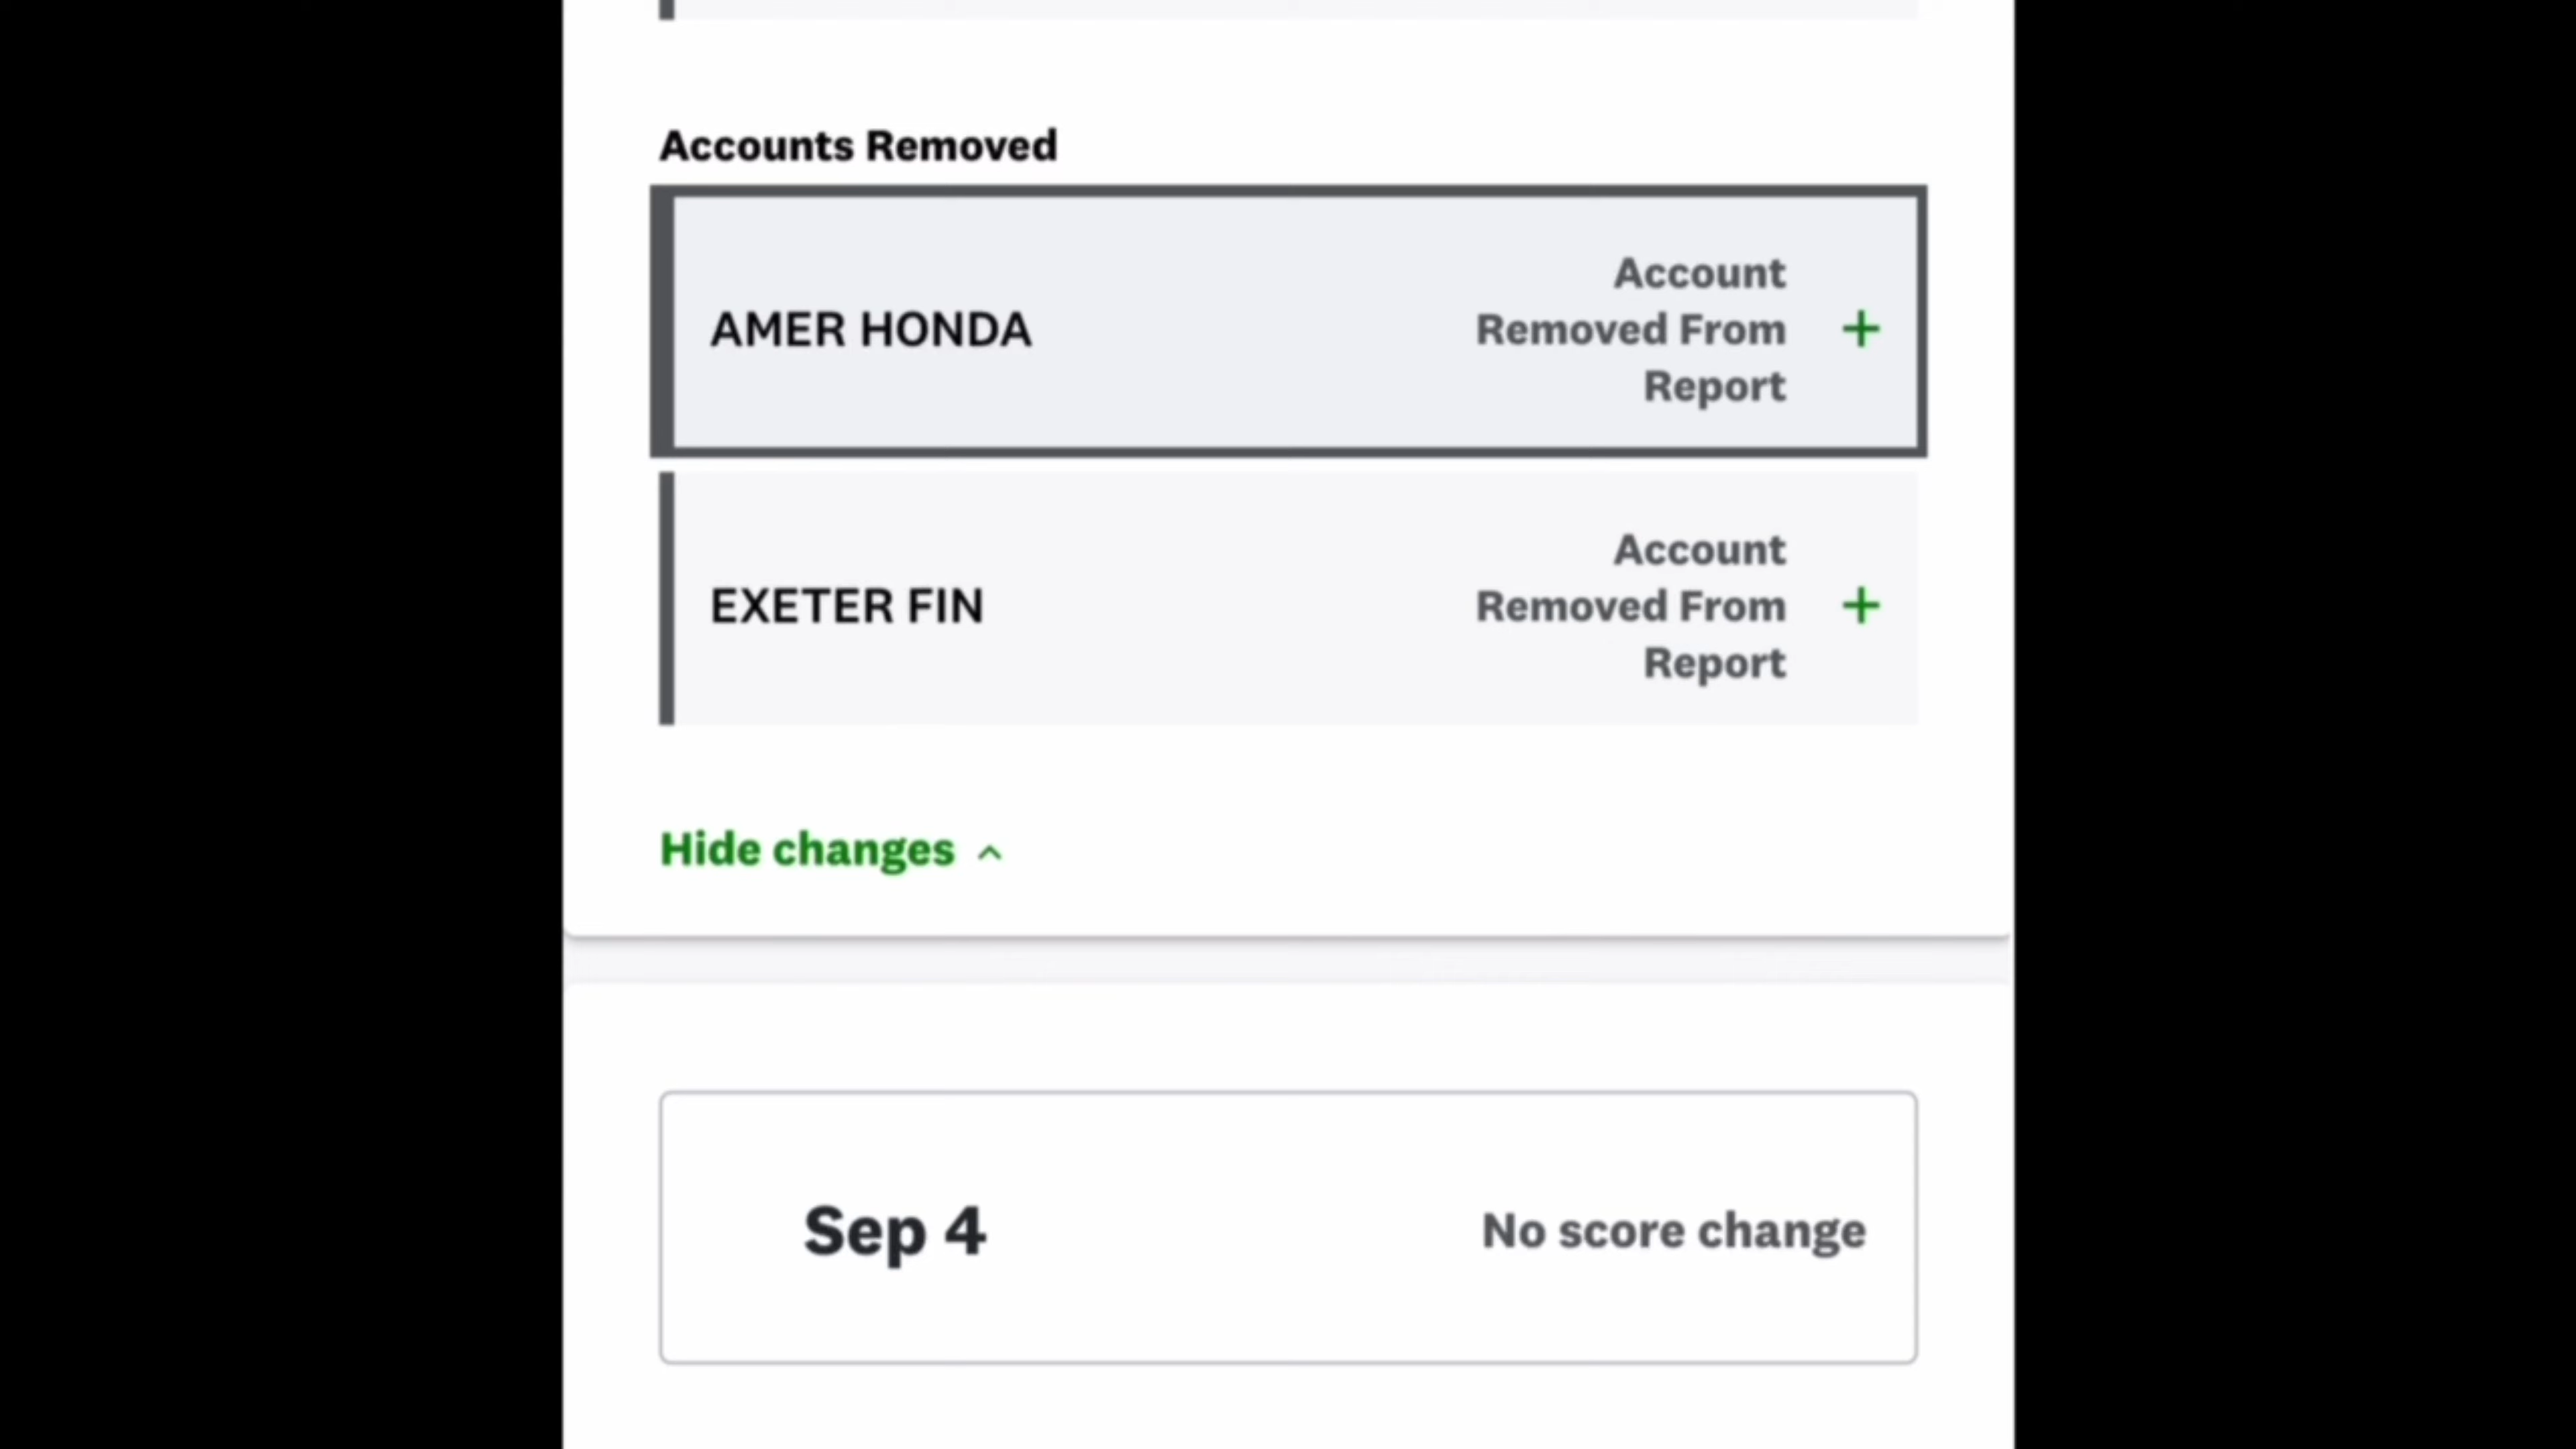 Accounts Removed
AMER HONDA
Account
Removed From
Report
+
EXETER FIN
Account
Removed From
Report
+
Hide changes
Sep 4
No score change